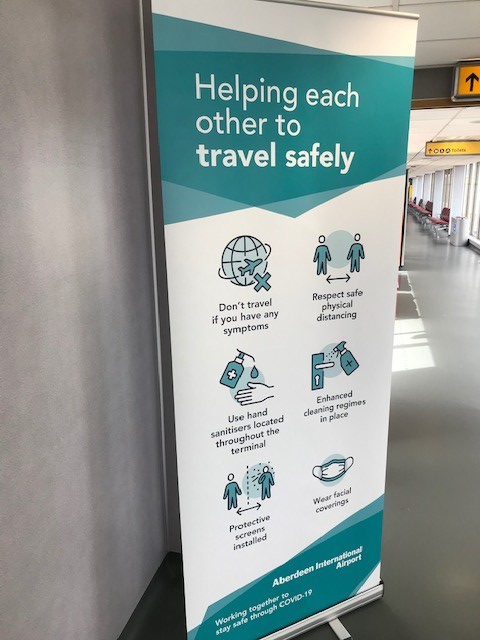 Helping each
other to
travel safely
Don't travel
if you have any
symptoms
Respect safe
physical
distancing
Use hand
sanitisers located
throughout the
terminal
Enhanced
cleaning regimes
in place
Protective
screens
installed
Wear facial
coverings
Aberdeen International
Airport
Working together to
stay safe through COVID-19
Toilets